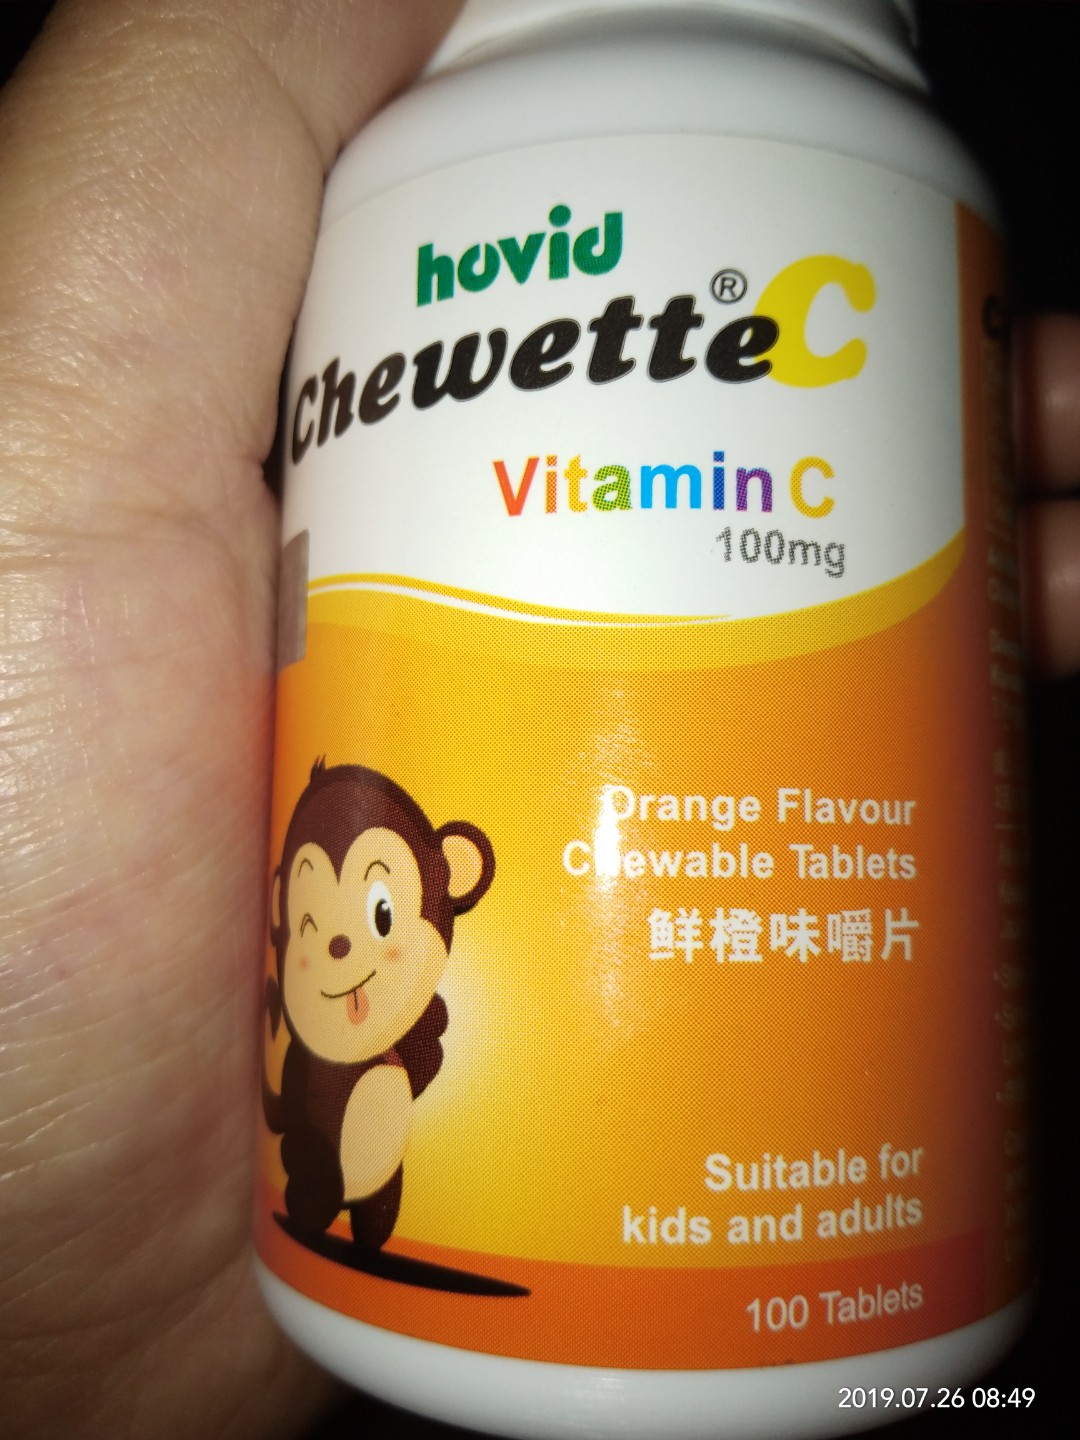 hovid
Chewette® C
Vitamin C
100mg
Orange Flavour
Chewable Tablets
鲜橙味嚼片
Suitable for
kids and adults
100 Tablets
2019.07.26 08:49